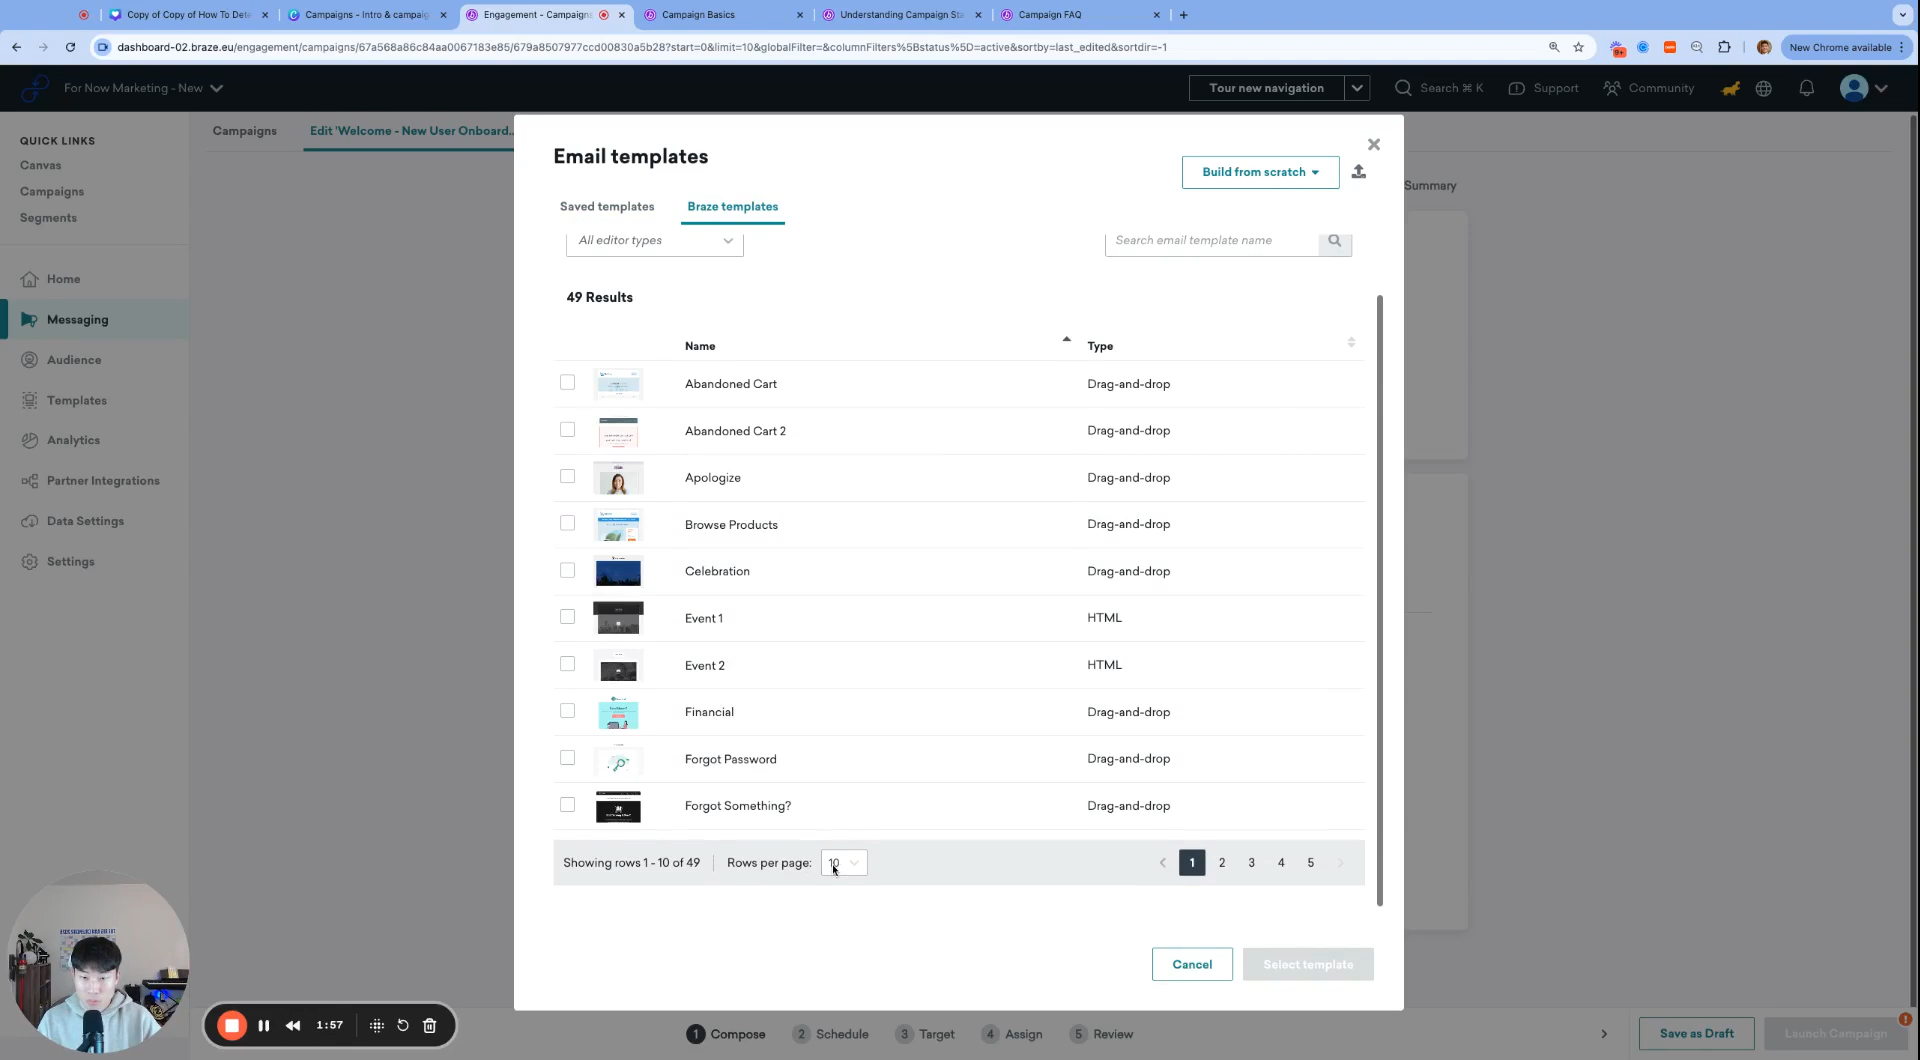 Copy of Copy of How To Dete
Campaigns - Intro & campaig
Engagement - Campaigns
Campaign Basics
Understanding Campaign Sta
Campaign FAQ
dashboard-02.braze.eu/engagement/campaigns/67a568a86c84aa0067183e85/679a8507977ccd00830a5b28?start=0&limit=10&globalFilter=&columnFilters%5Bstatus%5D=active&sortby=last_edited&sortdir=-1
9+
New Chrome available
For Now Marketing - New
Tour new navigation
Search ⌘ K
Support
Community
QUICK LINKS
Canvas
Campaigns
Segments
Home
Messaging
Audience
Templates
Analytics
Partner Integrations
Data Settings
Settings
Campaigns
Edit 'Welcome - New User Onboard...
Summary
Email templates
Build from scratch
Saved templates
Braze templates
All editor types
Search email template name
49 Results
Name Type
Abandoned Cart Drag-and-drop
Abandoned Cart 2 Drag-and-drop
Apologize Drag-and-drop
Browse Products Drag-and-drop
Celebration Drag-and-drop
Event 1 HTML
Event 2 HTML
Financial Drag-and-drop
Forgot Password Drag-and-drop
Forgot Something? Drag-and-drop
Showing rows 1 - 10 of 49 Rows per page: 10 1 2 3 4 5
Cancel
Select template
1:57
1 Compose 2 Schedule 3 Target 4 Assign 5 Review
Save as Draft
Launch Campaign